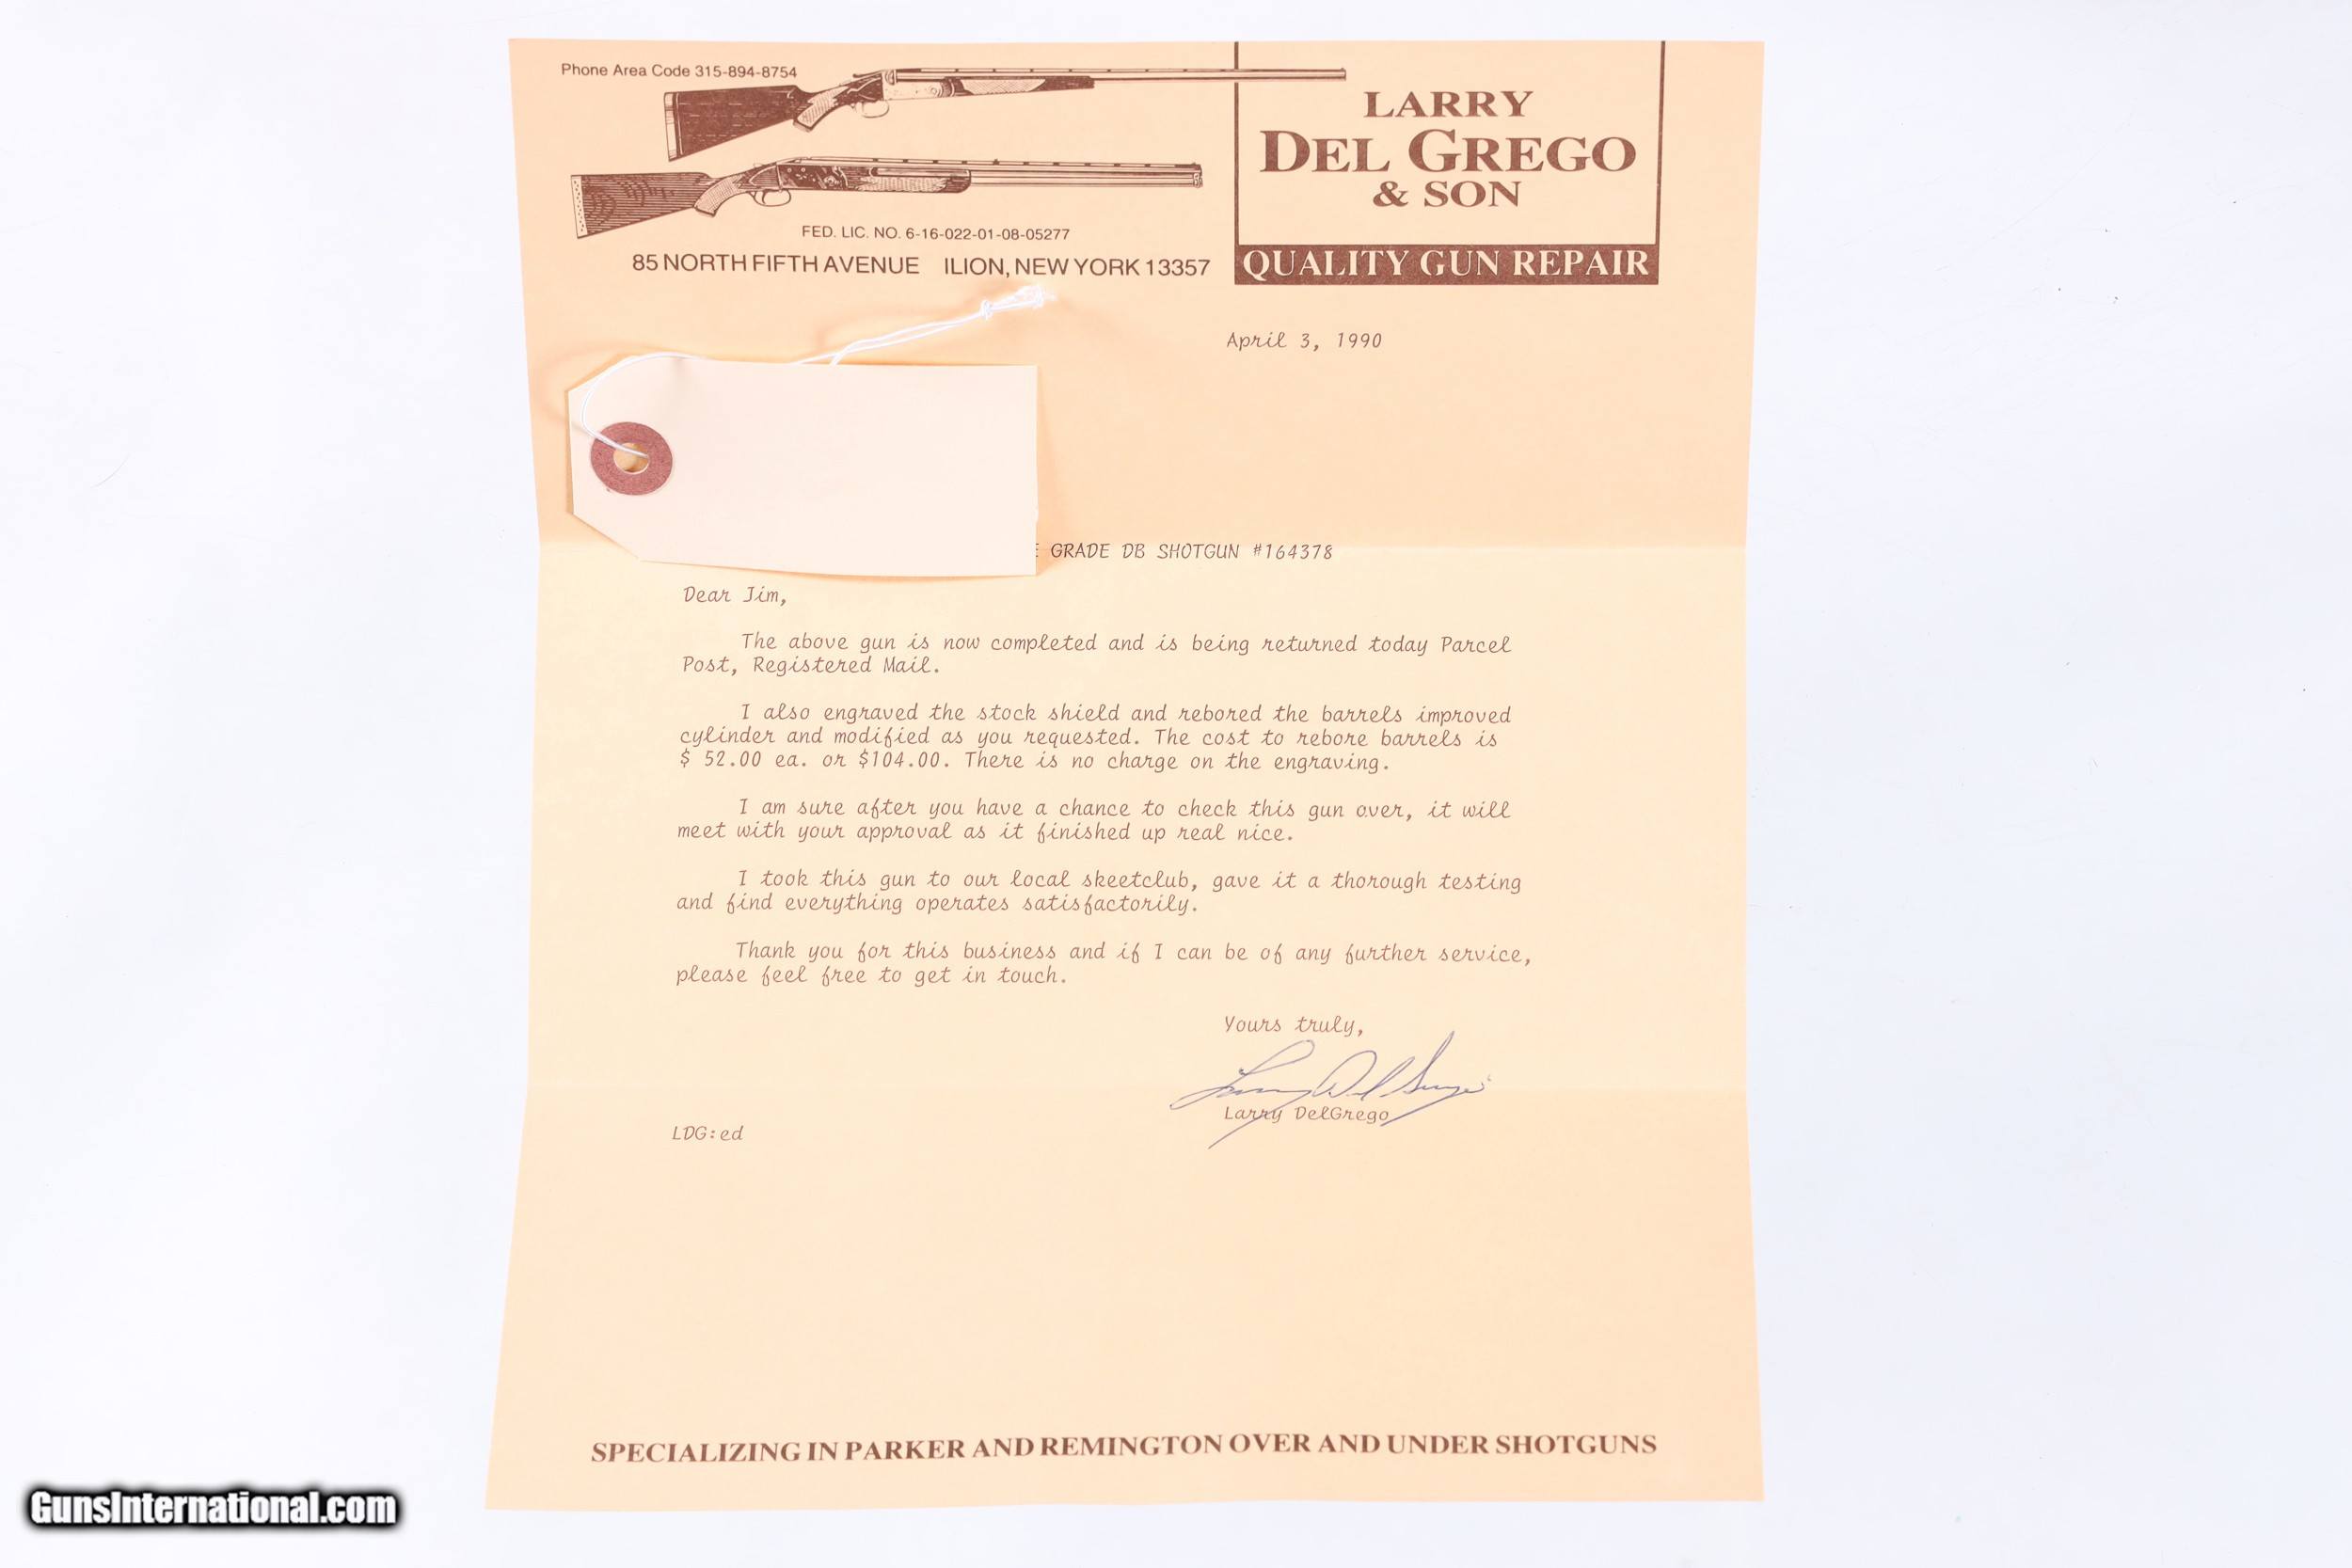 Phone Area Code 315-894-8754
LARRY
DEL GREGO
& SON
FED. LIC. NO. 6-16-022-01-08-05277
85 NORTH FIFTH AVENUE ILION, NEW YORK 13357
QUALITY GUN REPAIR
April 3, 1990
GRADE DB SHOTGUN #164378
Dear Jim,
The above gun is now completed and is being returned today Parcel
Post, Registered Mail.
I also engraved the stock shield and rebored the barrels improved
cylinder and modified as you requested. The cost to rebore barrels is
$ 52.00 ea. or $104.00. There is no charge on the engraving.
I am sure after you have a chance to check this gun over, it will
meet with your approval as it finished up real nice.
I took this gun to our local skeetclub, gave it a thorough testing
and find everything operates satisfactorily.
Thank you for this business and if I can be of any further service,
please feel free to get in touch.
Yours truly,
Larry Del Grego
Larry DelGrego
LDG:ed
SPECIALIZING IN PARKER AND REMINGTON OVER AND UNDER SHOTGUNS
GunsInternational.com